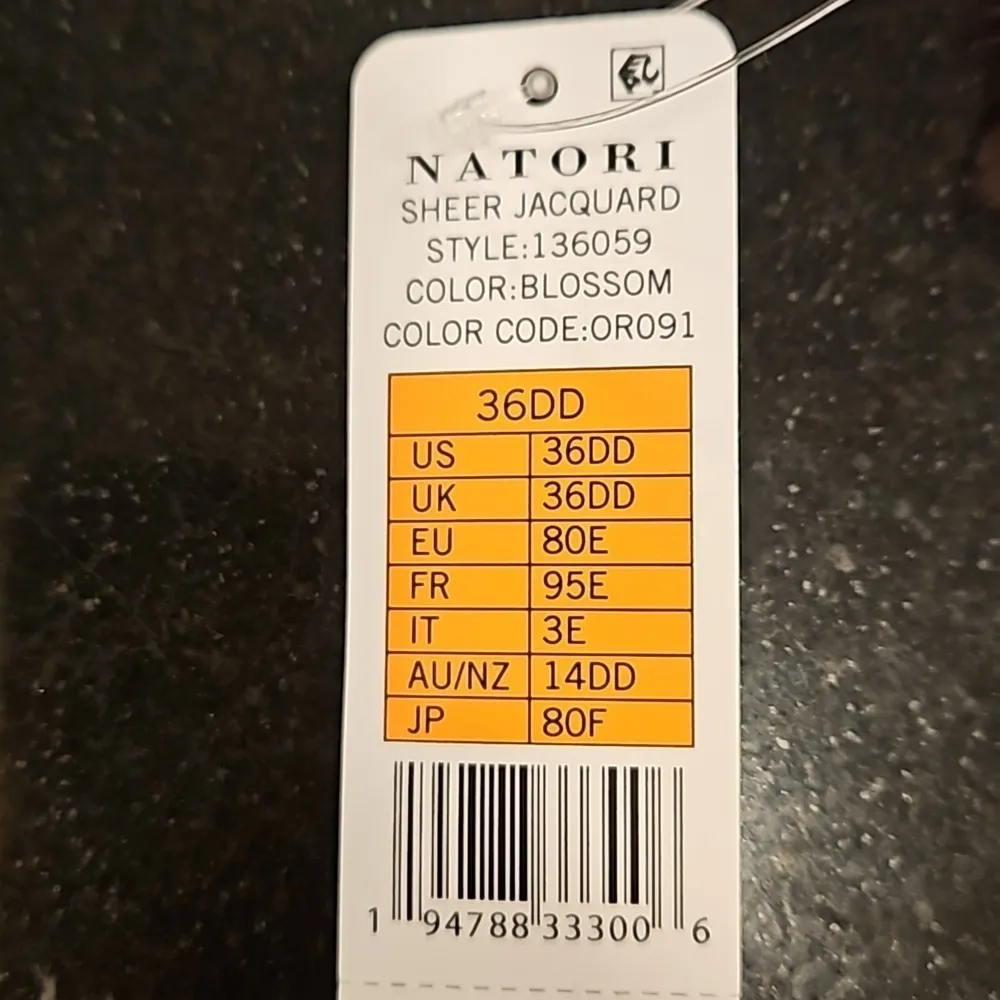 NATORI
SHEER JACQUARD
STYLE:136059
COLOR:BLOSSOM
COLOR CODE:OR091
36DD
US 36DD
UK 36DD
EU 80E
FR 95E
IT 3E
AU/NZ 14DD
JP 80F
1 94788 33300 6